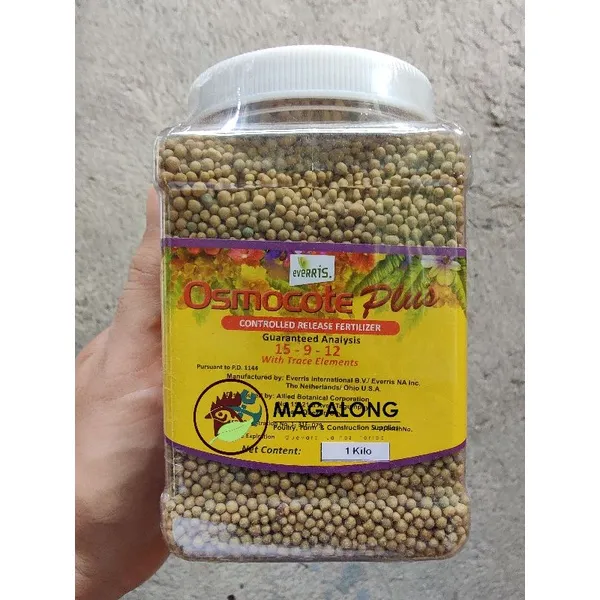 everris.
Osmocote Plus
CONTROLLED RELEASE FERTILIZER
Guaranteed Analysis
15 - 9 - 12
With Trace Elements
Pursuant to P.D. 1144
Manufactured by: Everris International B.V./ Everris NA Inc.
The Netherlands/ Ohio U.S.A.
by: Allied Botanical Corporation
MAGALONG
Poultry, Farm & Construction Supplies
Expiration
Net Content: 1 Kilo